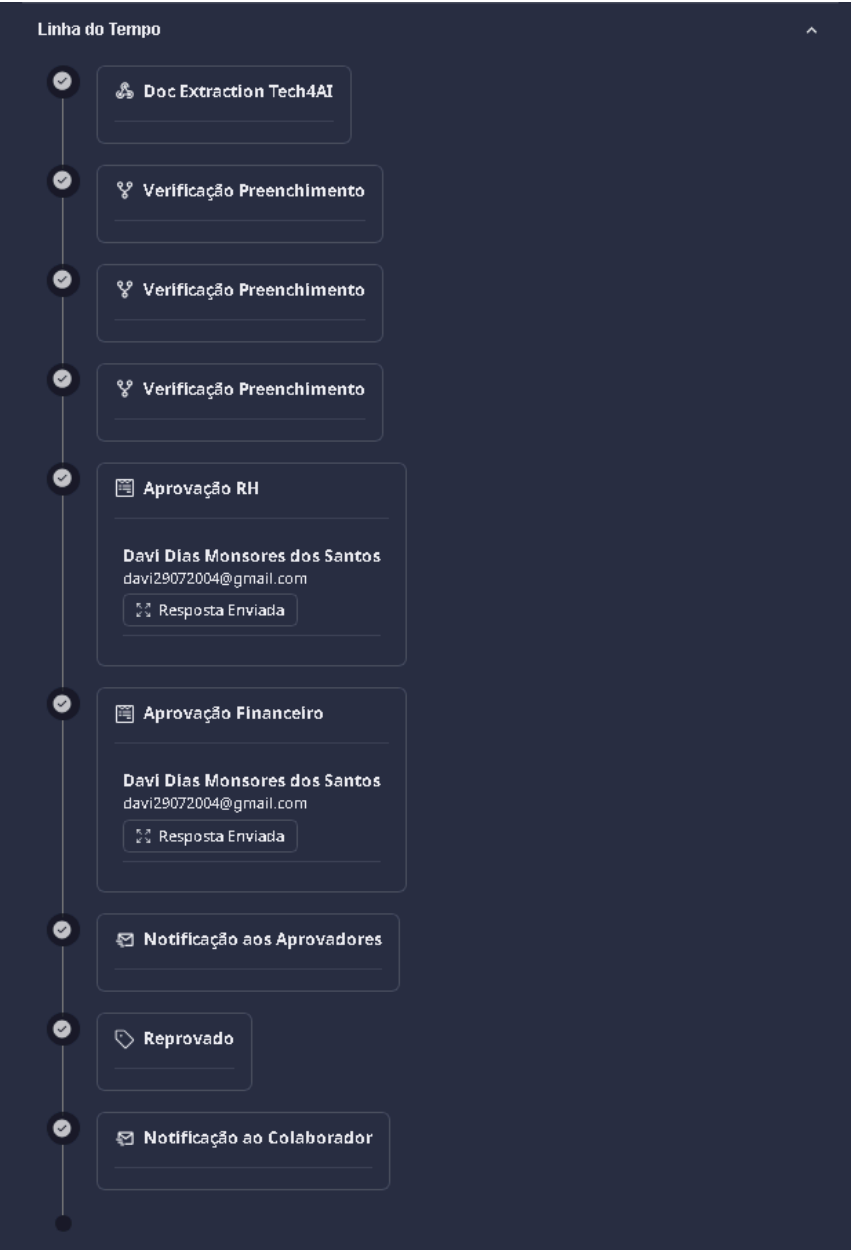 Linha do Tempo
Doc Extraction Tech4AI
Verificação Preenchimento
Verificação Preenchimento
Verificação Preenchimento
Aprovação RH
Davi Dias Monsores dos Santos
davi29072004@gmail.com
Resposta Enviada
Aprovação Financeiro
Davi Dias Monsores dos Santos
davi29072004@gmail.com
Resposta Enviada
Notificação aos Aprovadores
Reprovado
Notificação ao Colaborador